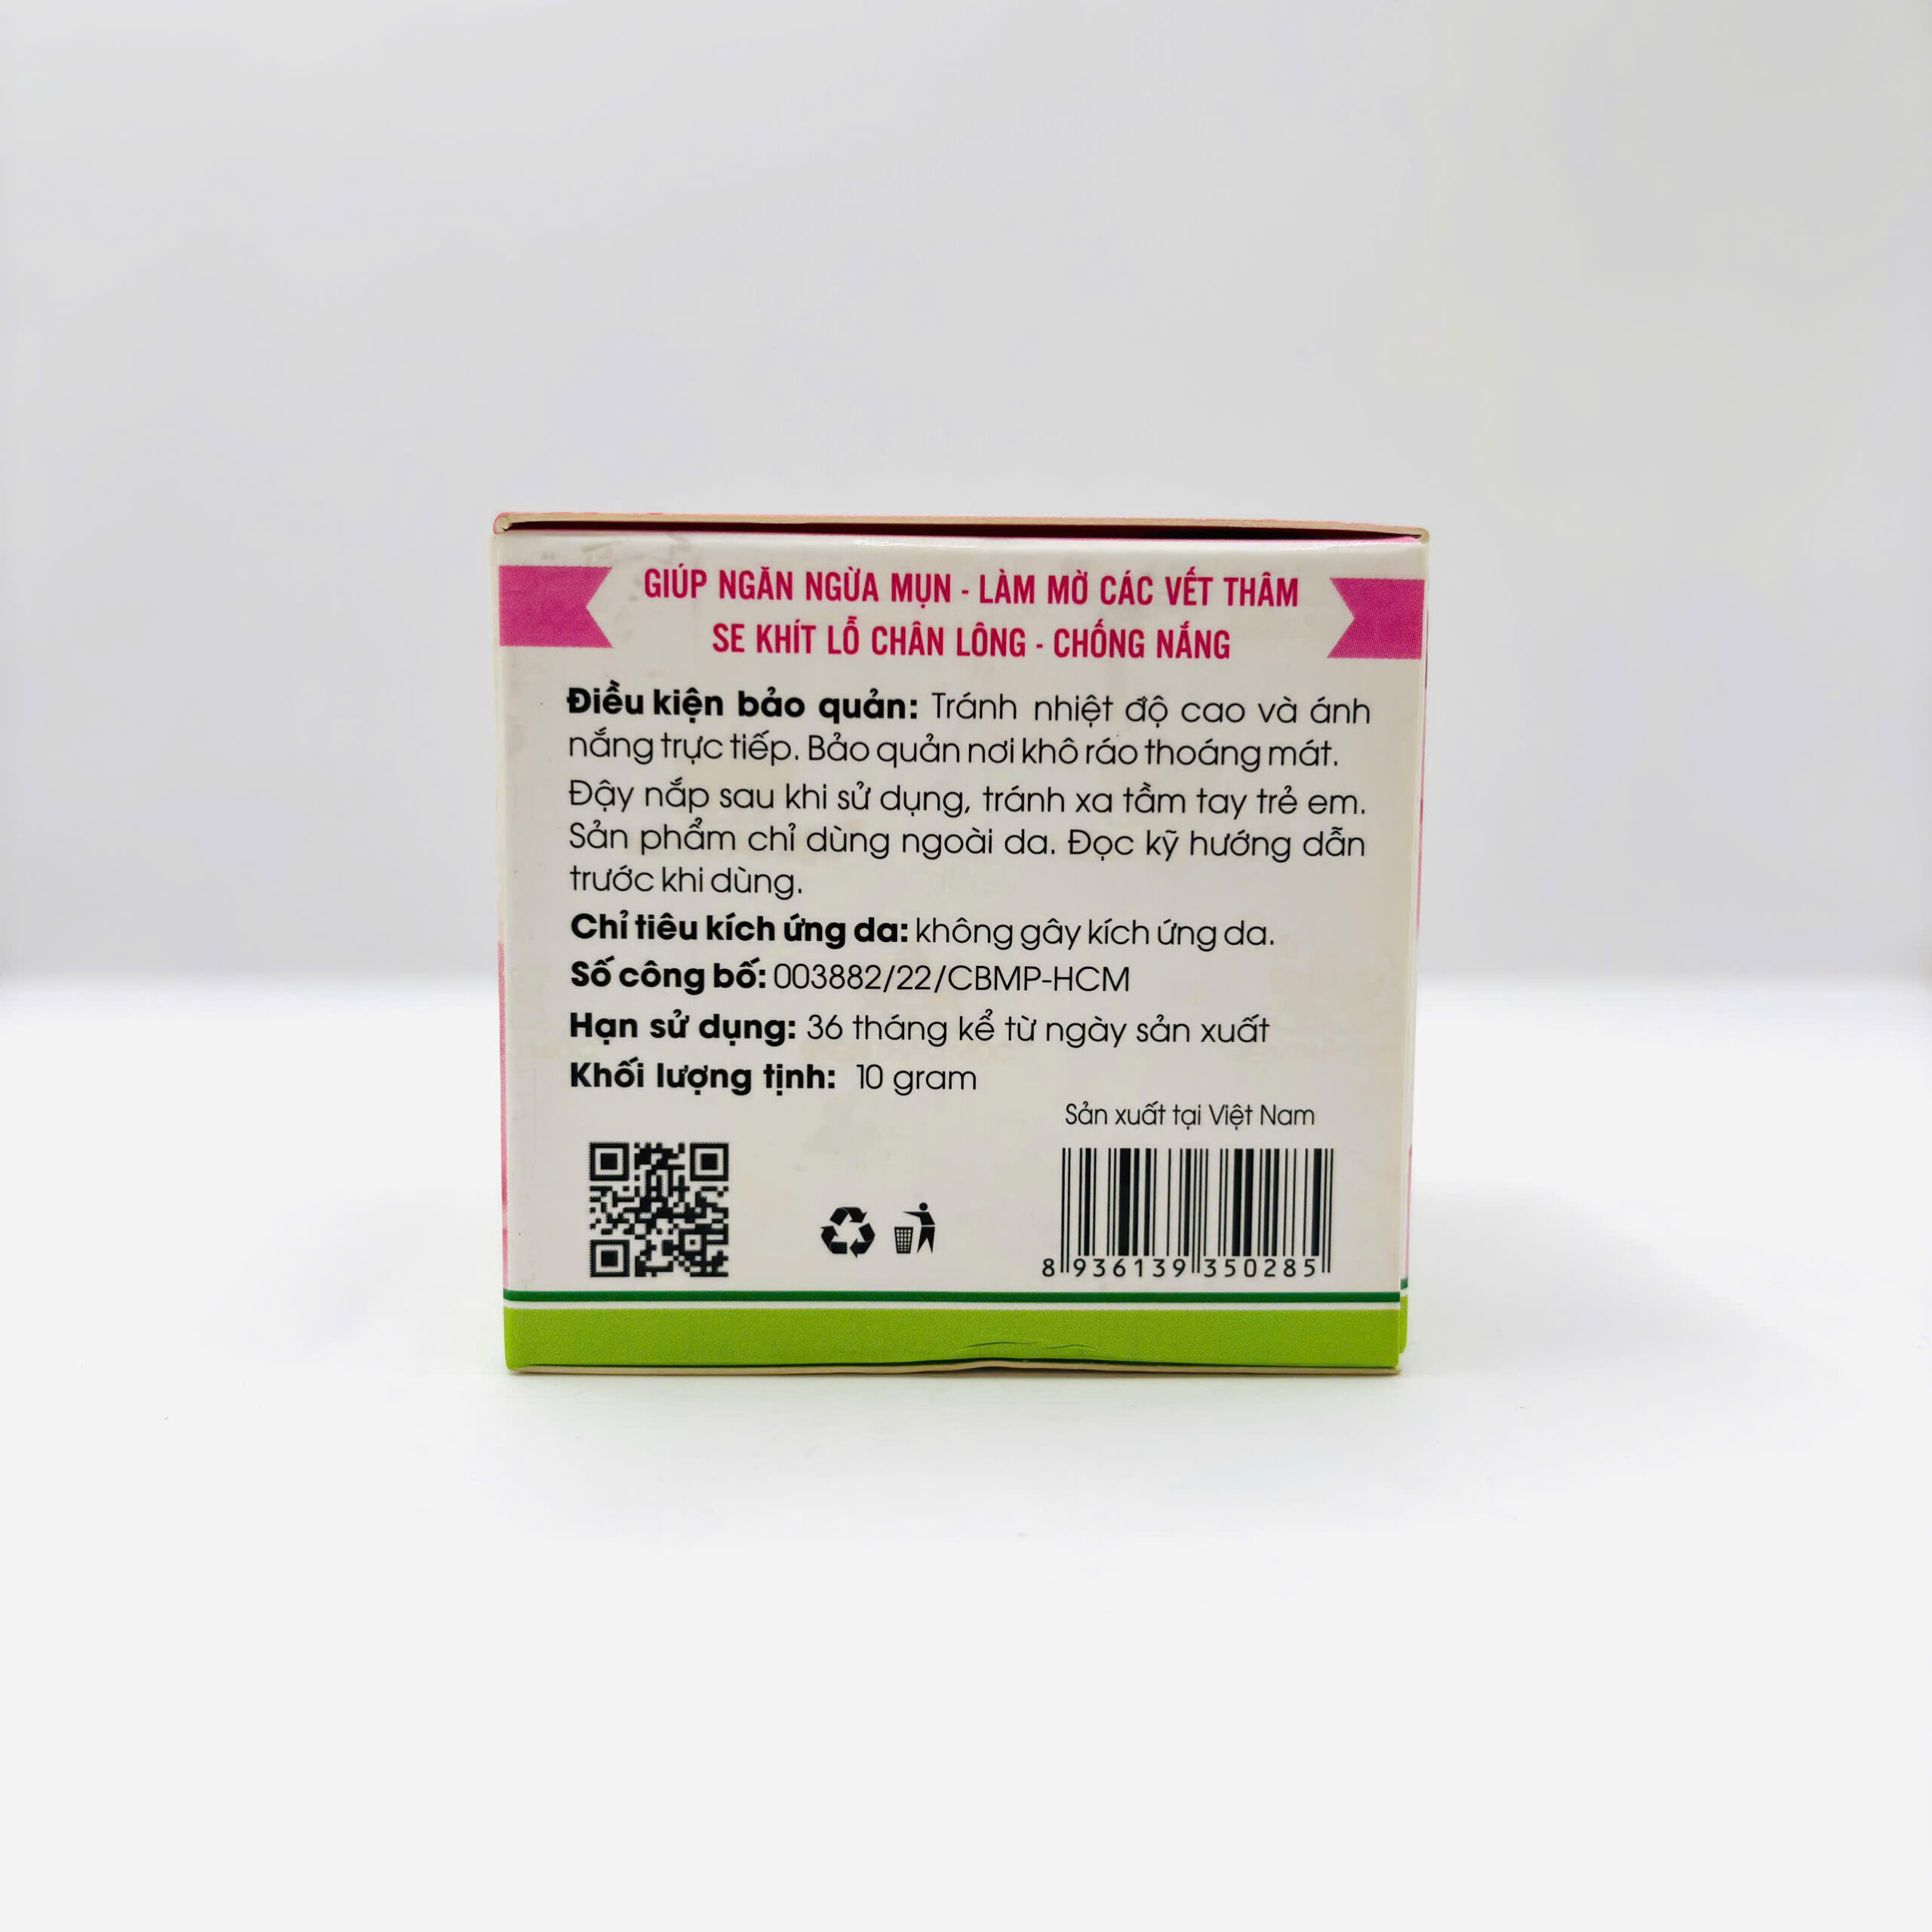 GIÚP NGĂN NGỪA MỤN - LÀM MỜ CÁC VẾT THÂM
SE KHÍT LỖ CHÂN LÔNG - CHỐNG NẮNG
Điều kiện bảo quản: Tránh nhiệt độ cao và ánh
nắng trực tiếp. Bảo quản nơi khô ráo thoáng mát.
Đậy nắp sau khi sử dụng, tránh xa tầm tay trẻ em.
Sản phẩm chỉ dùng ngoài da. Đọc kỹ hướng dẫn
trước khi dùng.
Chỉ tiêu kích ứng da: không gây kích ứng da.
Số công bố: 003882/22/CBMP-HCM
Hạn sử dụng: 36 tháng kể từ ngày sản xuất
Khối lượng tịnh: 10 gram
Sản xuất tại Việt Nam
8 936139 350285